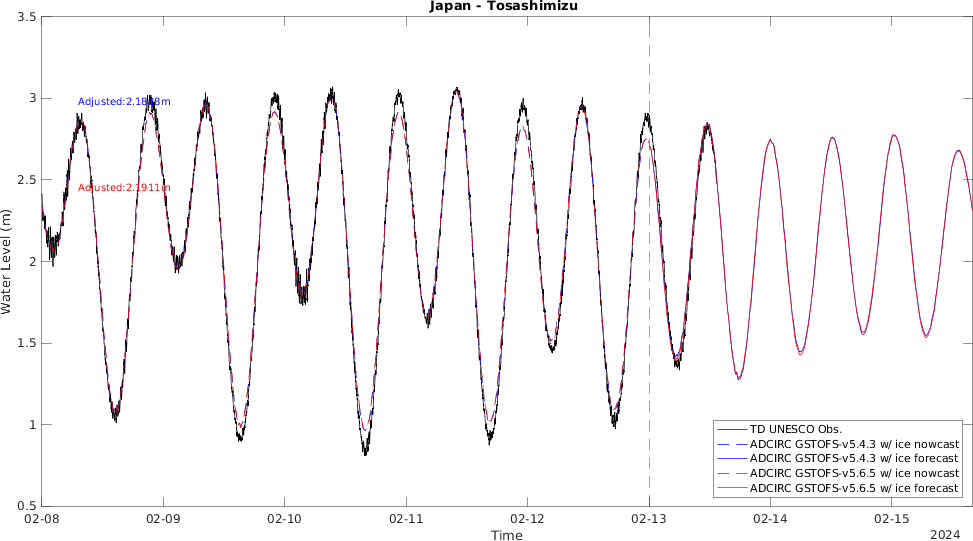 Japan - Tosashimizu
3.5
3
2.5
2
1.5
1
0.5
Water Level (m)
Adjusted:2.1848m
Adjusted:2.1911m
TD UNESCO Obs.
ADCIRC GSTOFS-v5.4.3 w/ ice nowcast
ADCIRC GSTOFS-v5.4.3 w/ ice forecast
ADCIRC GSTOFS-v5.6.5 w/ ice nowcast
ADCIRC GSTOFS-v5.6.5 w/ ice forecast
02-08 02-09 02-10 02-11 02-12 02-13 02-14 02-15
Time
2024